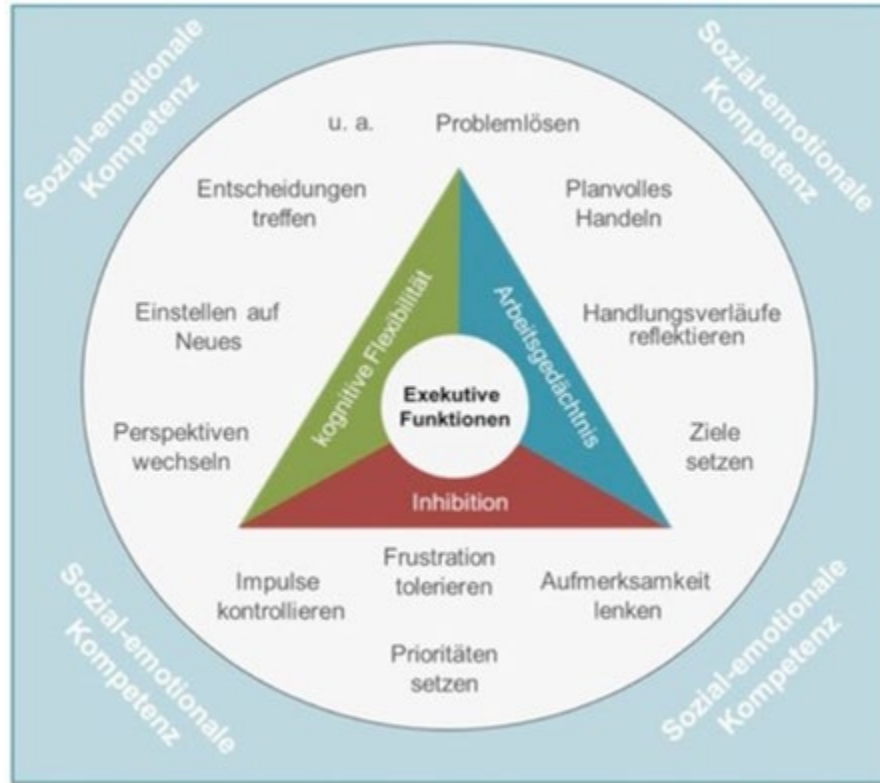 Sozial-emotionale
Kompetenz
Sozial-emotionale
Kompetenz
u. a.
Problemlösen
Entscheidungen
treffen
Planvolles
Handeln
Einstellen auf
Neues
Handlungsverläufe
reflektieren
Perspektiven
wechseln
Ziele
setzen
kognitive Flexibilität
Arbeitsgedächtnis
Exekutive
Funktionen
Inhibition
Impulse
kontrollieren
Frustration
tolerieren
Aufmerksamkeit
lenken
Prioritäten
setzen
Sozial-emotionale
Kompetenz
Sozial-emotionale
Kompetenz